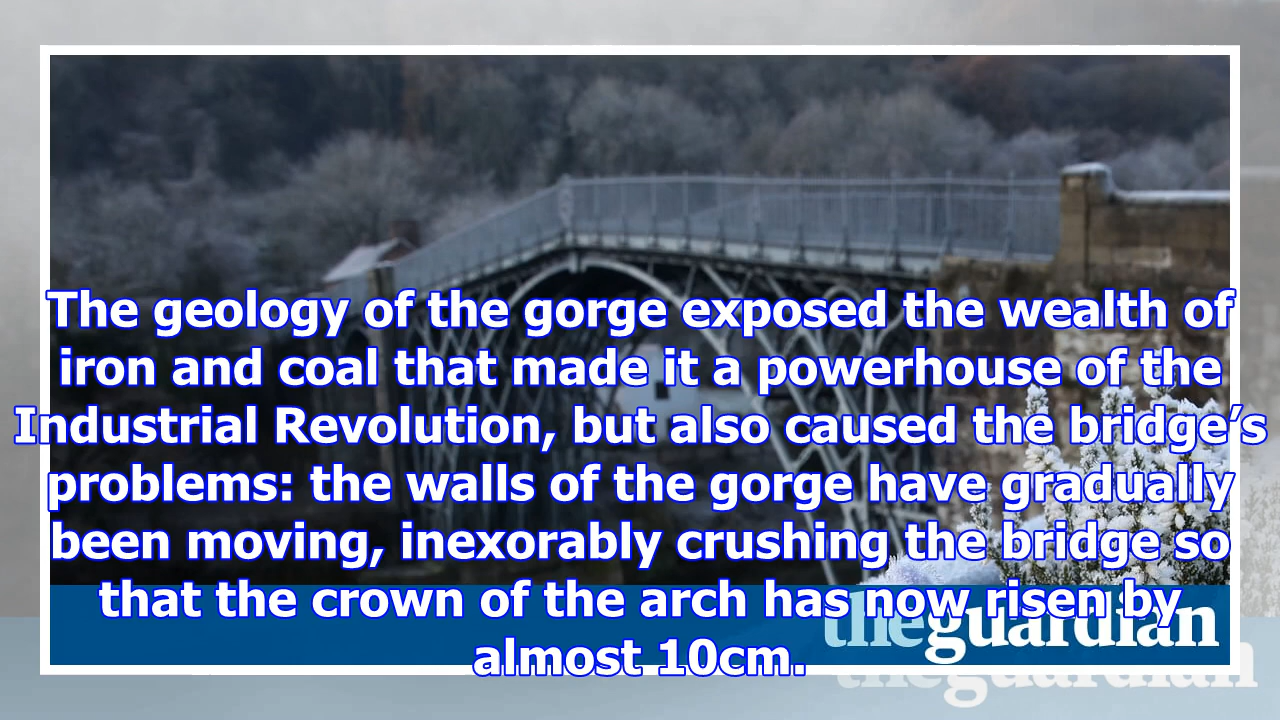 The geology of the gorge exposed the wealth of
iron and coal that made it a powerhouse of the
Industrial Revolution, but also caused the bridge’s
problems: the walls of the gorge have gradually
been moving, inexorably crushing the bridge so
that the crown of the arch has now risen by
almost 10cm.
theguardian
theguardian